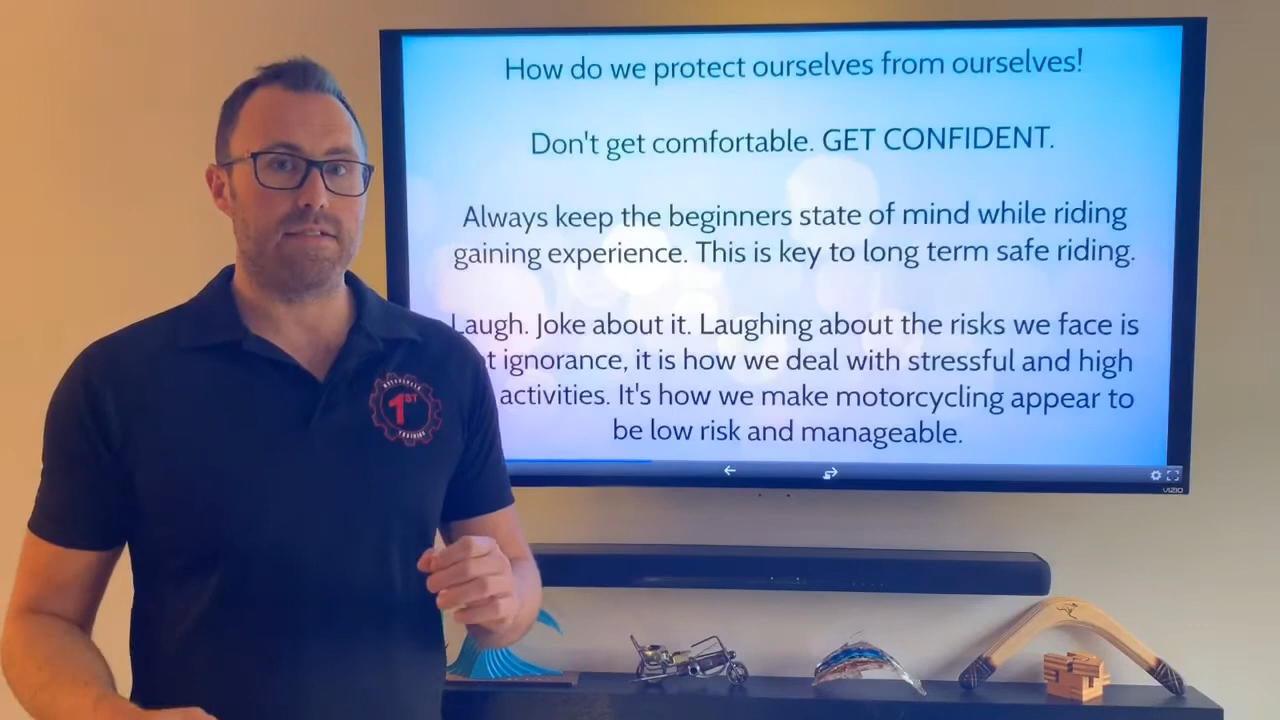 How do we protect ourselves from ourselves!
Don't get comfortable. GET CONFIDENT.
Always keep the beginners state of mind while riding
gaining experience. This is key to long term safe riding.
Laugh. Joke about it. Laughing about the risks we face is
ignorance, it is how we deal with stressful and high
activities. It's how we make motorcycling appear to
be low risk and manageable.
VIZIO
MOTORCYCLE
1ST
TRAINING